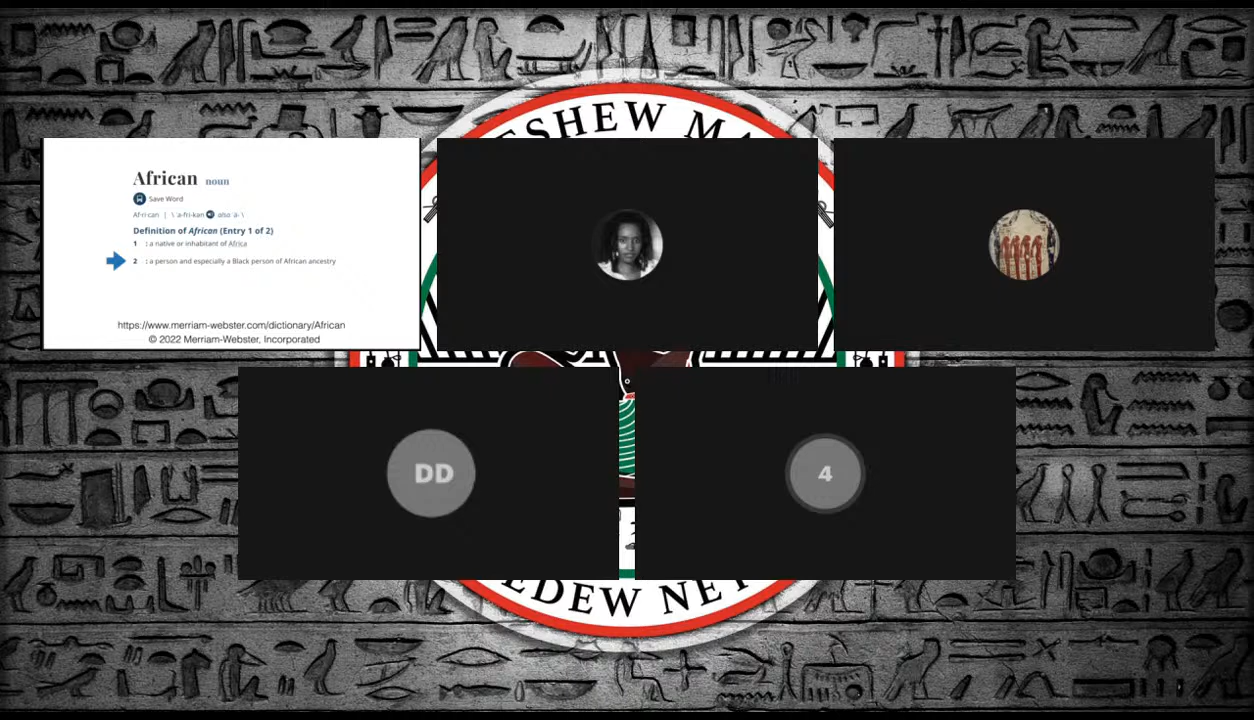 SHEW MA
African noun
Save Word
Af·ri·can | \ ˈa-fri-kən also ˈä- \
Definition of African (Entry 1 of 2)
1 : a native or inhabitant of Africa
2 : a person and especially a Black person of African ancestry
https://www.merriam-webster.com/dictionary/African
© 2022 Merriam-Webster, Incorporated
DD
4
EDEW NET